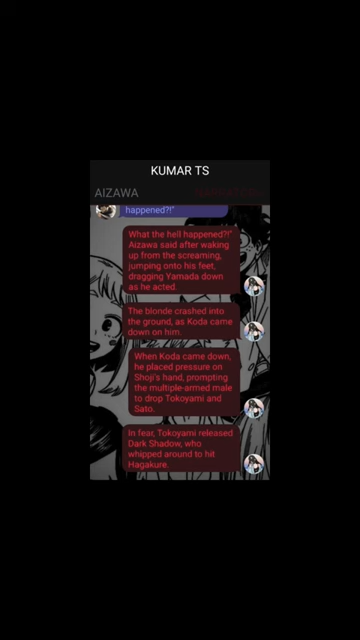 KUMAR TS
AIZAWA
happened?!"
What the hell happened?!"
Aizawa said after waking
up from the screaming,
jumping onto his feet,
dragging Yamada down
as he acted.
The blonde crashed into
the ground, as Koda came
down on him.
When Koda came down,
he placed pressure on
Shoji's hand, prompting
the multiple-armed male
to drop Tokoyami and
Sato.
In fear, Tokoyami released
Dark Shadow, who
whipped around to hit
Hagakure.